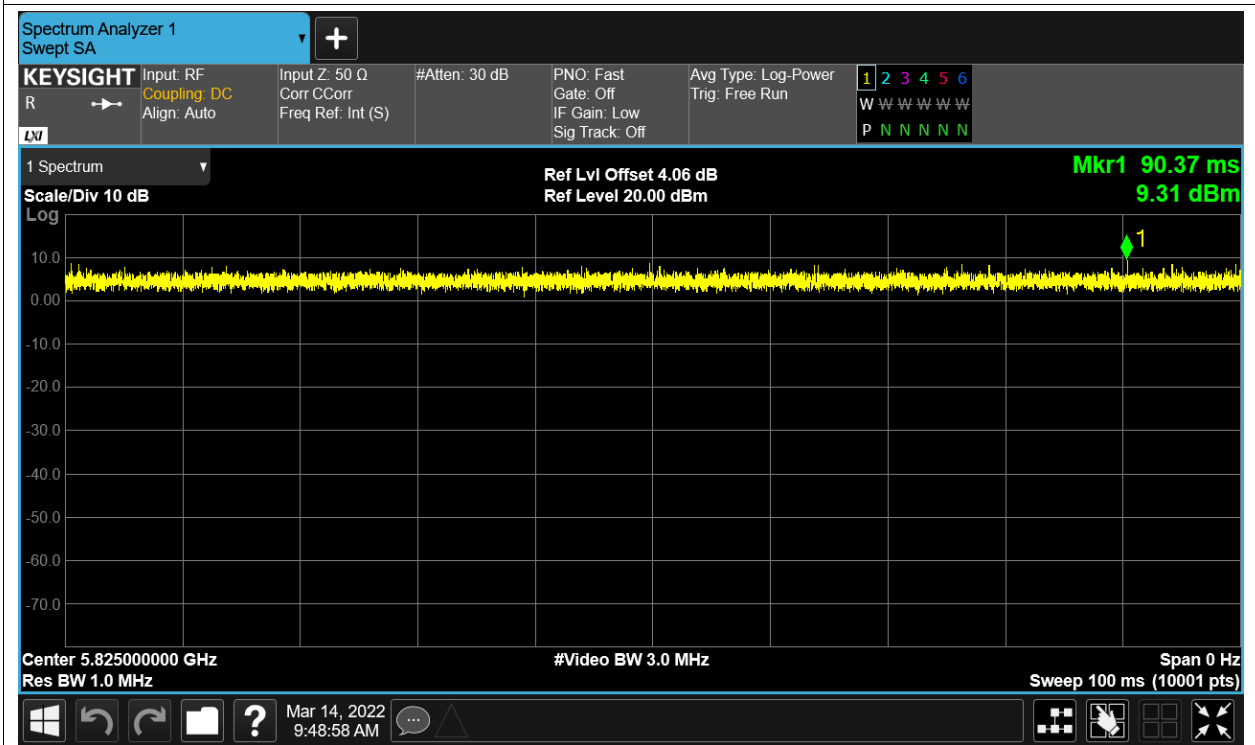 Spectrum Analyzer 1
Swept SA
KEYSIGHT
R
LXI
Input: RF
Coupling: DC
Align: Auto
Input Z: 50 Ω
Corr CCorr
Freq Ref: Int (S)
#Atten: 30 dB
PNO: Fast
Gate: Off
IF Gain: Low
Sig Track: Off
Avg Type: Log-Power
Trig: Free Run
1 2 3 4 5 6
W W W W W W
P N N N N N
1 Spectrum
Scale/Div 10 dB
Ref Lvl Offset 4.06 dB
Ref Level 20.00 dBm
Mkr1 90.37 ms
9.31 dBm
Log
1
10.0
0.00
-10.0
-20.0
-30.0
-40.0
-50.0
-60.0
-70.0
Center 5.825000000 GHz
#Video BW 3.0 MHz
Span 0 Hz
Res BW 1.0 MHz
Sweep 100 ms (10001 pts)
?
Mar 14, 2022
9:48:58 AM